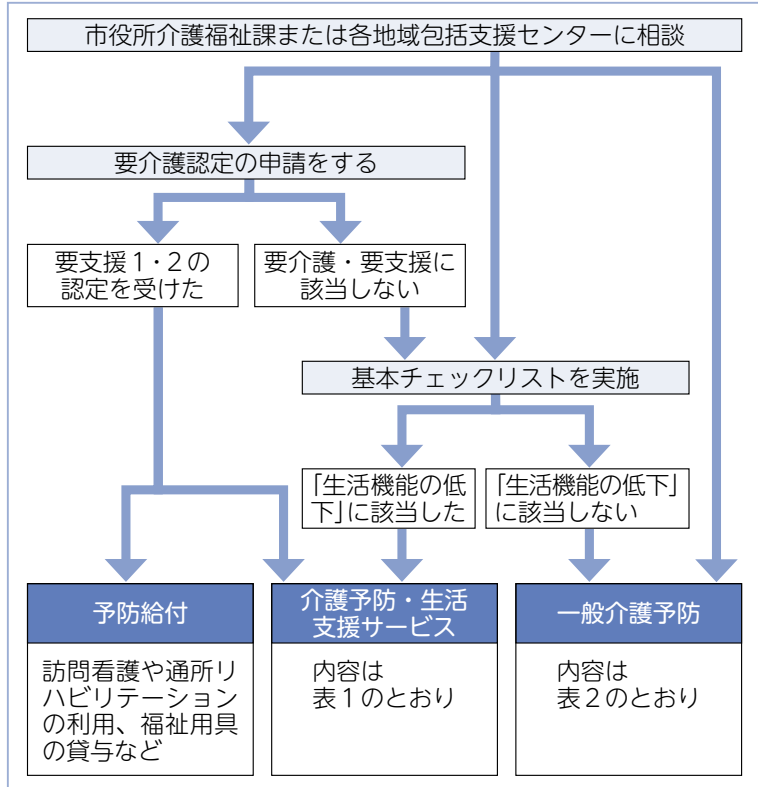 市役所介護福祉課または各地域包括支援センターに相談
要介護認定の申請をする
要支援１・２の
認定を受けた
要介護・要支援に
該当しない
基本チェックリストを実施
「生活機能の低
下」に該当した
「生活機能の低下」
に該当しない
予防給付
訪問看護や通所リ
ハビリテーション
の利用、福祉用具
の貸与など
介護予防・生活
支援サービス
内容は
表１のとおり
一般介護予防
内容は
表２のとおり